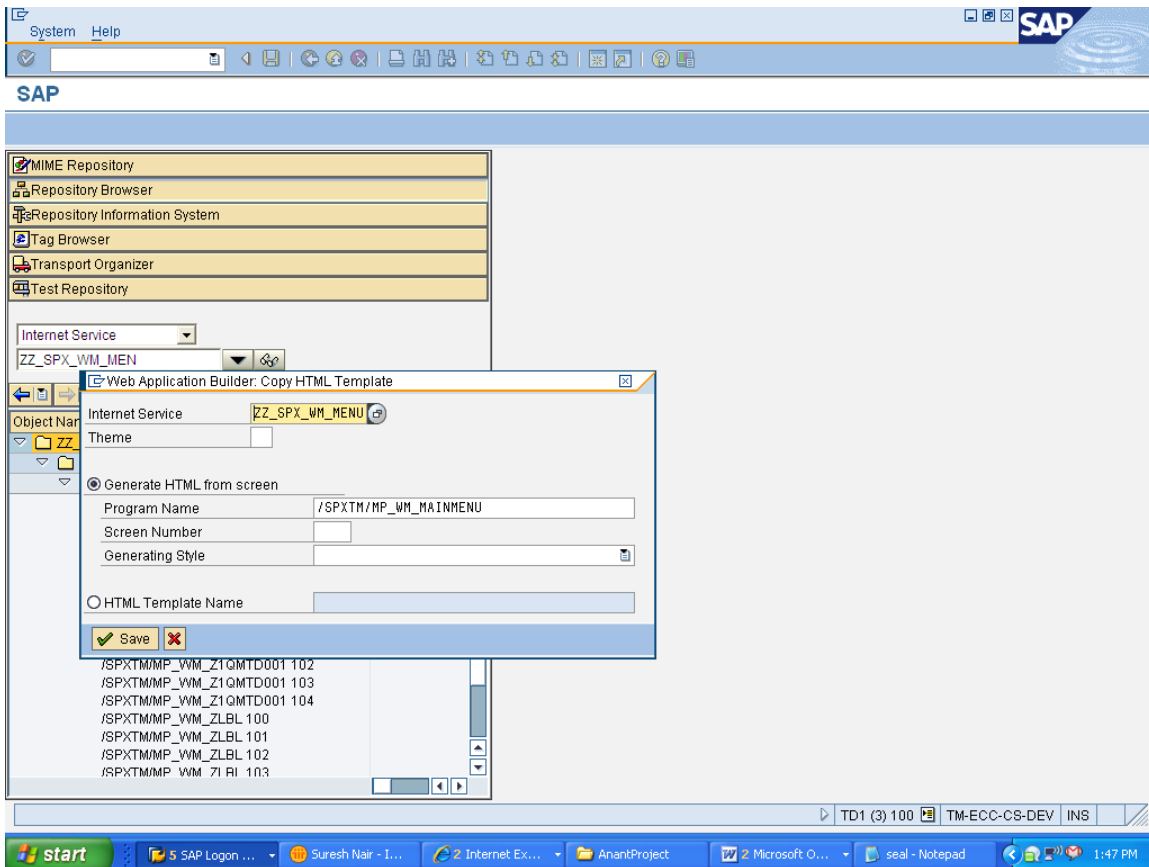 System Help
SAP
SAP
MIME Repository
Repository Browser
Repository Information System
Tag Browser
Transport Organizer
Test Repository
Internet Service
ZZ_SPX_WM_MEN
Web Application Builder: Copy HTML Template
Object Nar
ZZ_
Internet Service ZZ_SPX_WM_MENU
Theme
Generate HTML from screen
Program Name /SPXTM/MP_WM_MAINMENU
Screen Number
Generating Style
HTML Template Name
Save
/SPXTM/MP_WM_Z1QMTD001 102
/SPXTM/MP_WM_Z1QMTD001 103
/SPXTM/MP_WM_Z1QMTD001 104
/SPXTM/MP_WM_ZLBL 100
/SPXTM/MP_WM_ZLBL 101
/SPXTM/MP_WM_ZLBL 102
/SPXTM/MP_WM_ZLBL 103
TD1 (3) 100 TM-ECC-CS-DEV INS
start 5 SAP Logon ... Suresh Nair - I... 2 Internet Ex... AnantProject 2 Microsoft O... seal - Notepad 1:47 PM